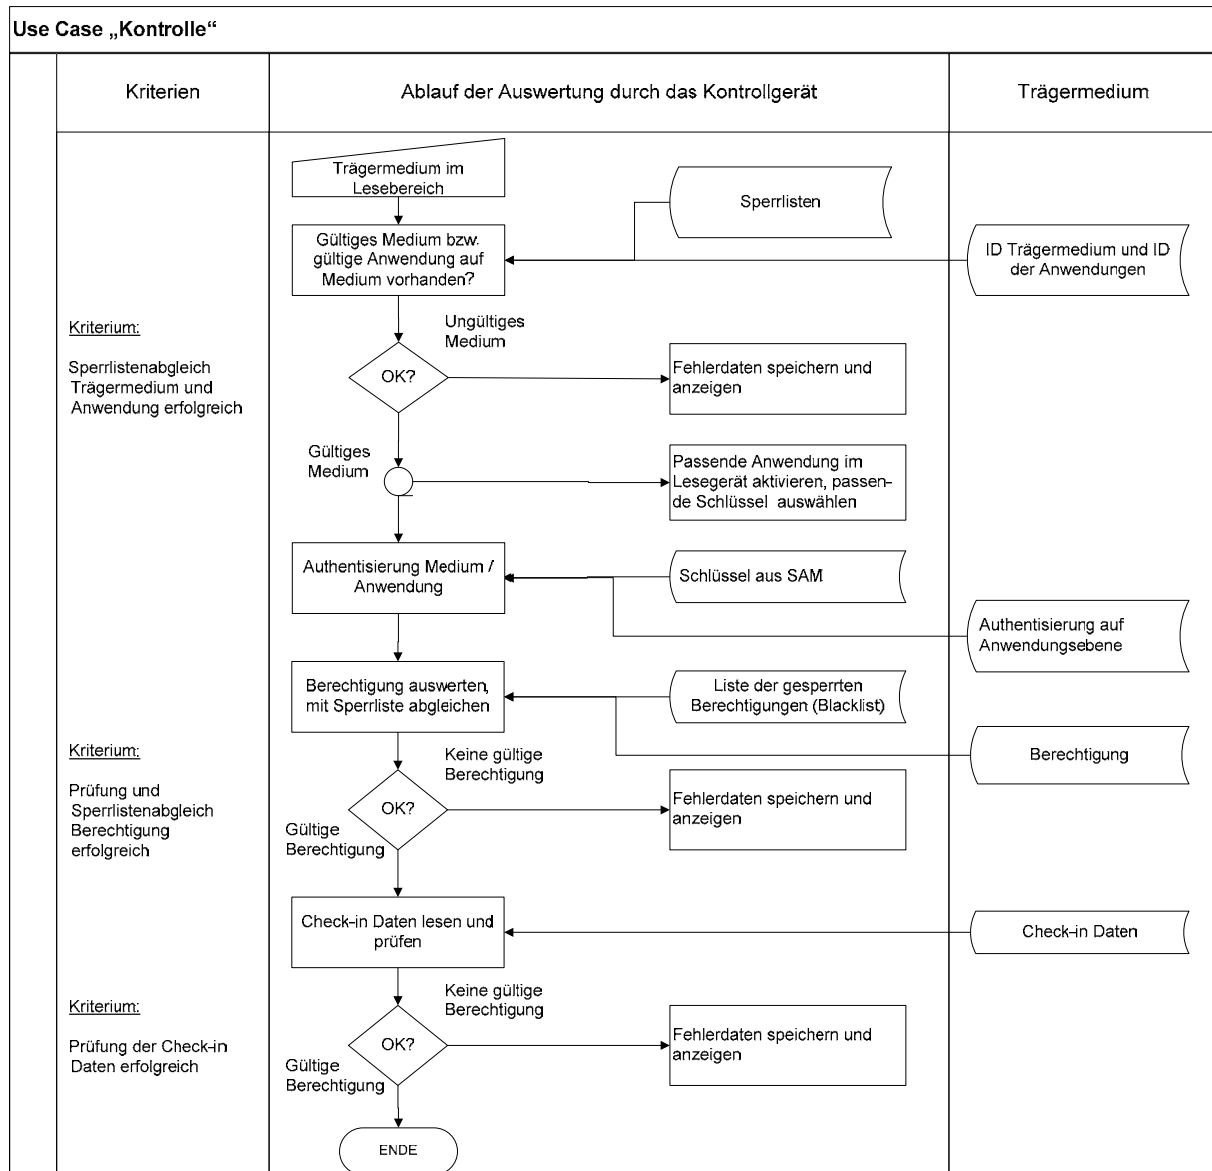 Use Case „Kontrolle“
Kriterien
Ablauf der Auswertung durch das Kontrollgerät
Trägermedium
Trägermedium im
Lesebereich
Sperrlisten
Gültiges Medium bzw.
gültige Anwendung auf
Medium vorhanden?
ID Trägermedium und ID
der Anwendungen
Kriterium:
Sperrlistenabgleich
Trägermedium und
Anwendung erfolgreich
Ungültiges
Medium
OK?
Fehlerdaten speichern und
anzeigen
Gültiges
Medium
Passende Anwendung im
Lesegerät aktivieren, passen-
de Schlüssel auswählen
Authentisierung Medium /
Anwendung
Schlüssel aus SAM
Authentisierung auf
Anwendungsebene
Berechtigung auswerten,
mit Sperrliste abgleichen
Liste der gesperrten
Berechtigungen (Blacklist)
Berechtigung
Kriterium:
Prüfung und
Sperrlistenabgleich
Berechtigung
erfolgreich
Keine gültige
Berechtigung
OK?
Fehlerdaten speichern und
anzeigen
Gültige
Berechtigung
Check-in Daten lesen und
prüfen
Check-in Daten
Kriterium:
Prüfung der Check-in
Daten erfolgreich
Keine gültige
Berechtigung
OK?
Fehlerdaten speichern und
anzeigen
Gültige
Berechtigung
ENDE